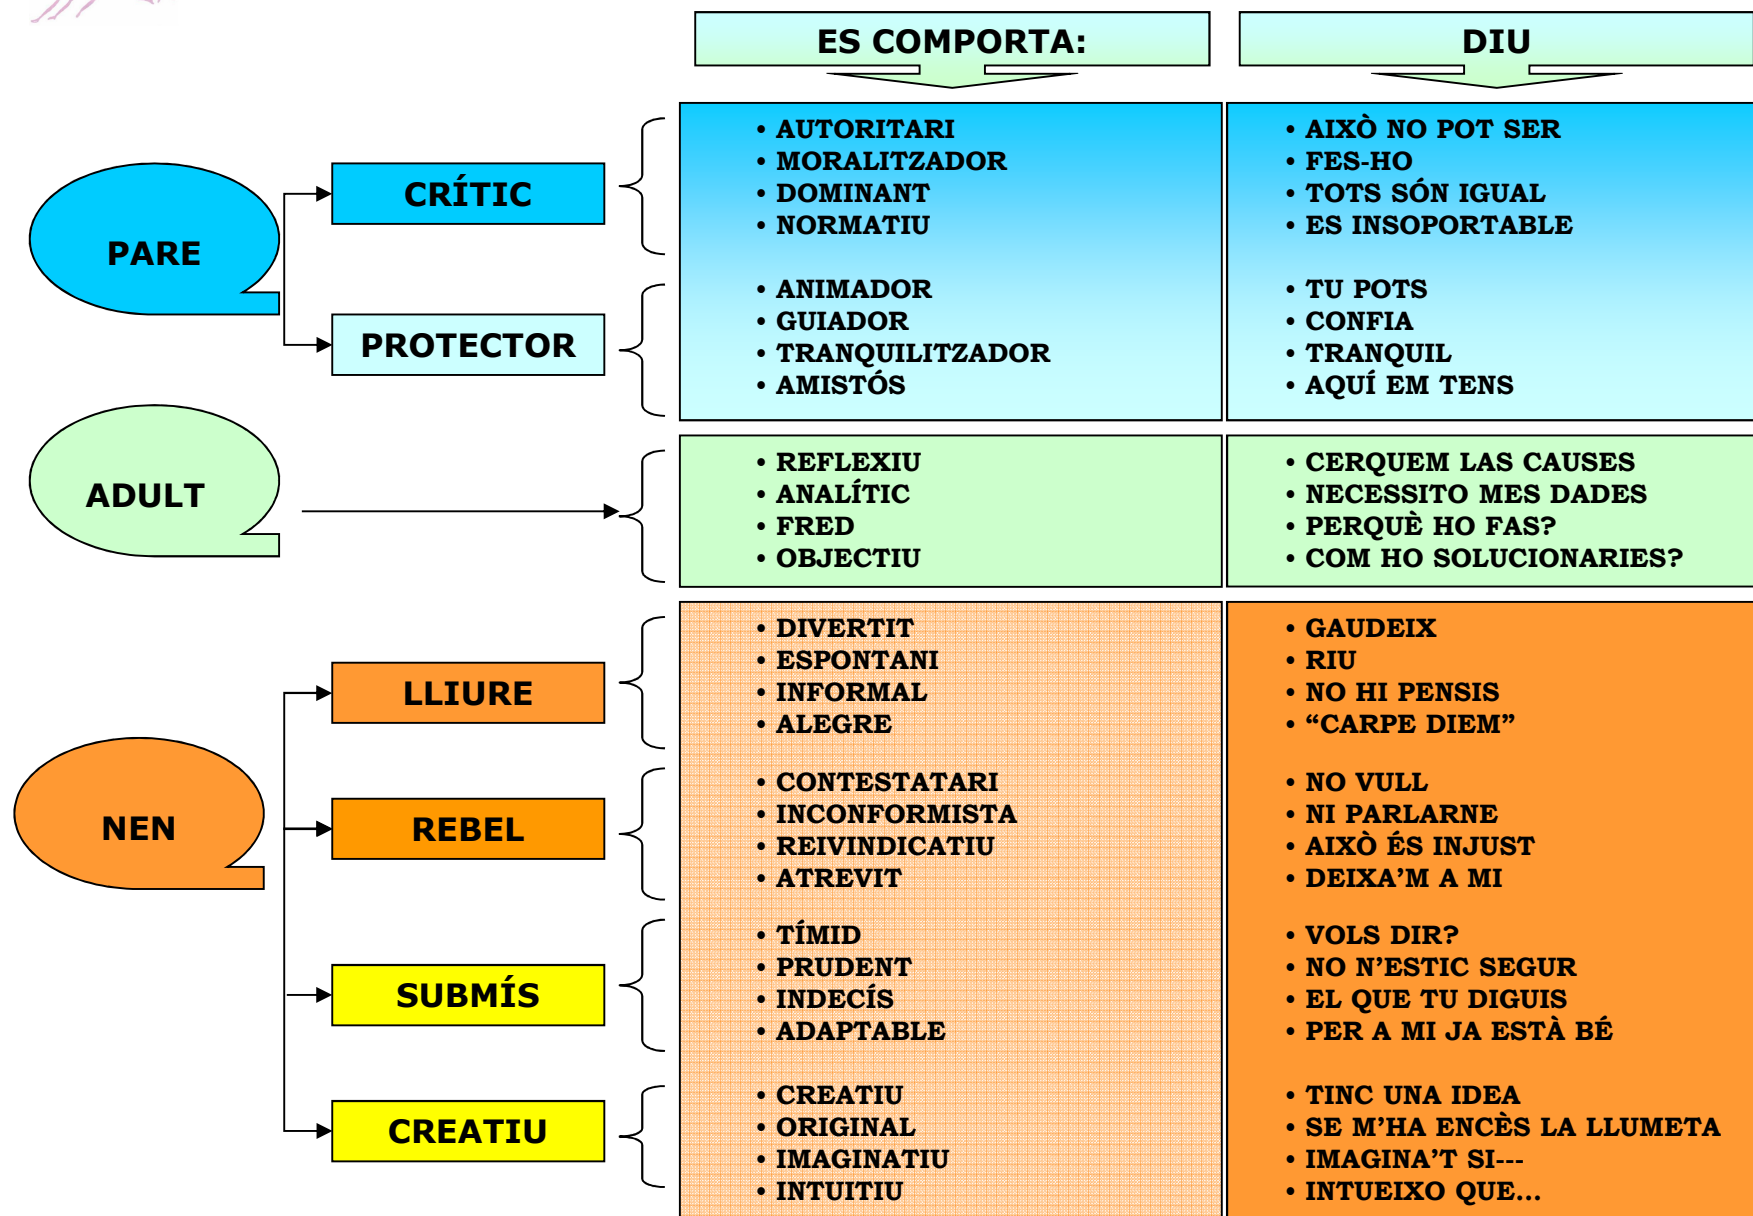 ES COMPORTA:
DIU
PARE
CRÍTIC
• AUTORITARI
• MORALITZADOR
• DOMINANT
• NORMATIU
• AIXÒ NO POT SER
• FES-HO
• TOTS SÓN IGUAL
• ES INSOPORTABLE
PROTECTOR
• ANIMADOR
• GUIADOR
• TRANQUILITZADOR
• AMISTÓS
• TU POTS
• CONFIA
• TRANQUIL
• AQUÍ EM TENS
ADULT
• REFLEXIU
• ANALÍTIC
• FRED
• OBJECTIU
• CERQUEM LAS CAUSES
• NECESSITO MES DADES
• PERQUÈ HO FAS?
• COM HO SOLUCIONARIES?
NEN
LLIURE
• DIVERTIT
• ESPONTANI
• INFORMAL
• ALEGRE
• GAUDEIX
• RIU
• NO HI PENSIS
• “CARPE DIEM”
REBEL
• CONTESTATARI
• INCONFORMISTA
• REIVINDICATIU
• ATREVIT
• NO VULL
• NI PARLARNE
• AIXÒ ÉS INJUST
• DEIXA’M A MI
SUBMÍS
• TÍMID
• PRUDENT
• INDECÍS
• ADAPTABLE
• VOLS DIR?
• NO N’ESTIC SEGUR
• EL QUE TU DIGUIS
• PER A MI JA ESTÀ BÉ
CREATIU
• CREATIU
• ORIGINAL
• IMAGINATIU
• INTUITIU
• TINC UNA IDEA
• SE M’HA ENCÈS LA LLUMETA
• IMAGINA’T SI---
• INTUEIXO QUE...